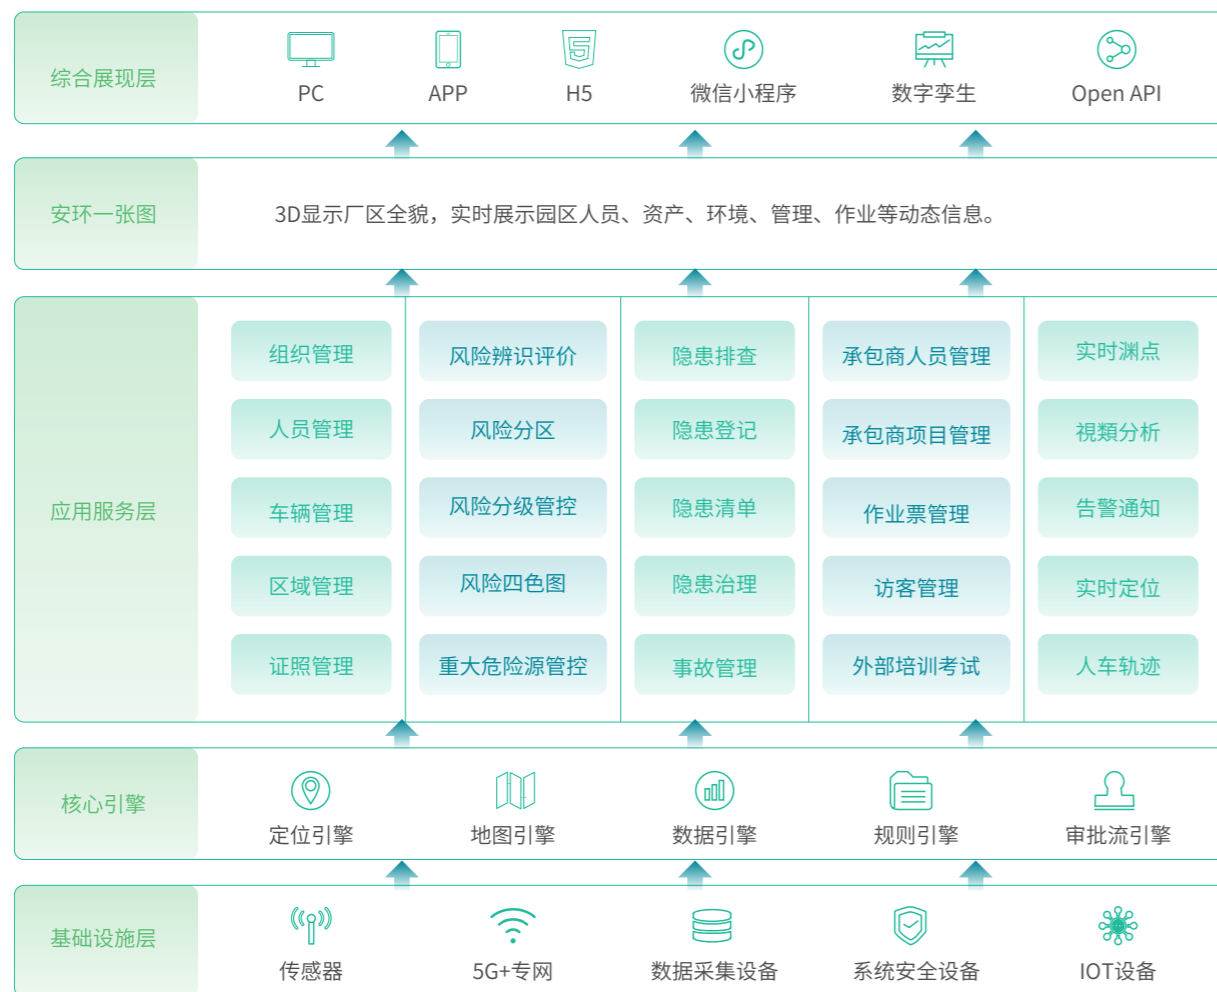 综合展现层
PC
APP
H5
微信小程序
数字孪生
Open API
安环一张图
3D显示厂区全貌，实时展示园区人员、资产、环境、管理、作业等动态信息。
应用服务层
组织管理
风险辨识评价
隐患排查
承包商人员管理
实时渊点
人员管理
风险分区
隐患登记
承包商项目管理
視類分析
车辆管理
风险分级管控
隐患清单
作业票管理
告警通知
区域管理
风险四色图
隐患治理
访客管理
实时定位
证照管理
重大危险源管控
事故管理
外部培训考试
人车轨迹
核心引擎
定位引擎
地图引擎
数据引擎
规则引擎
审批流引擎
基础设施层
传感器
5G+专网
数据采集设备
系统安全设备
IOT设备